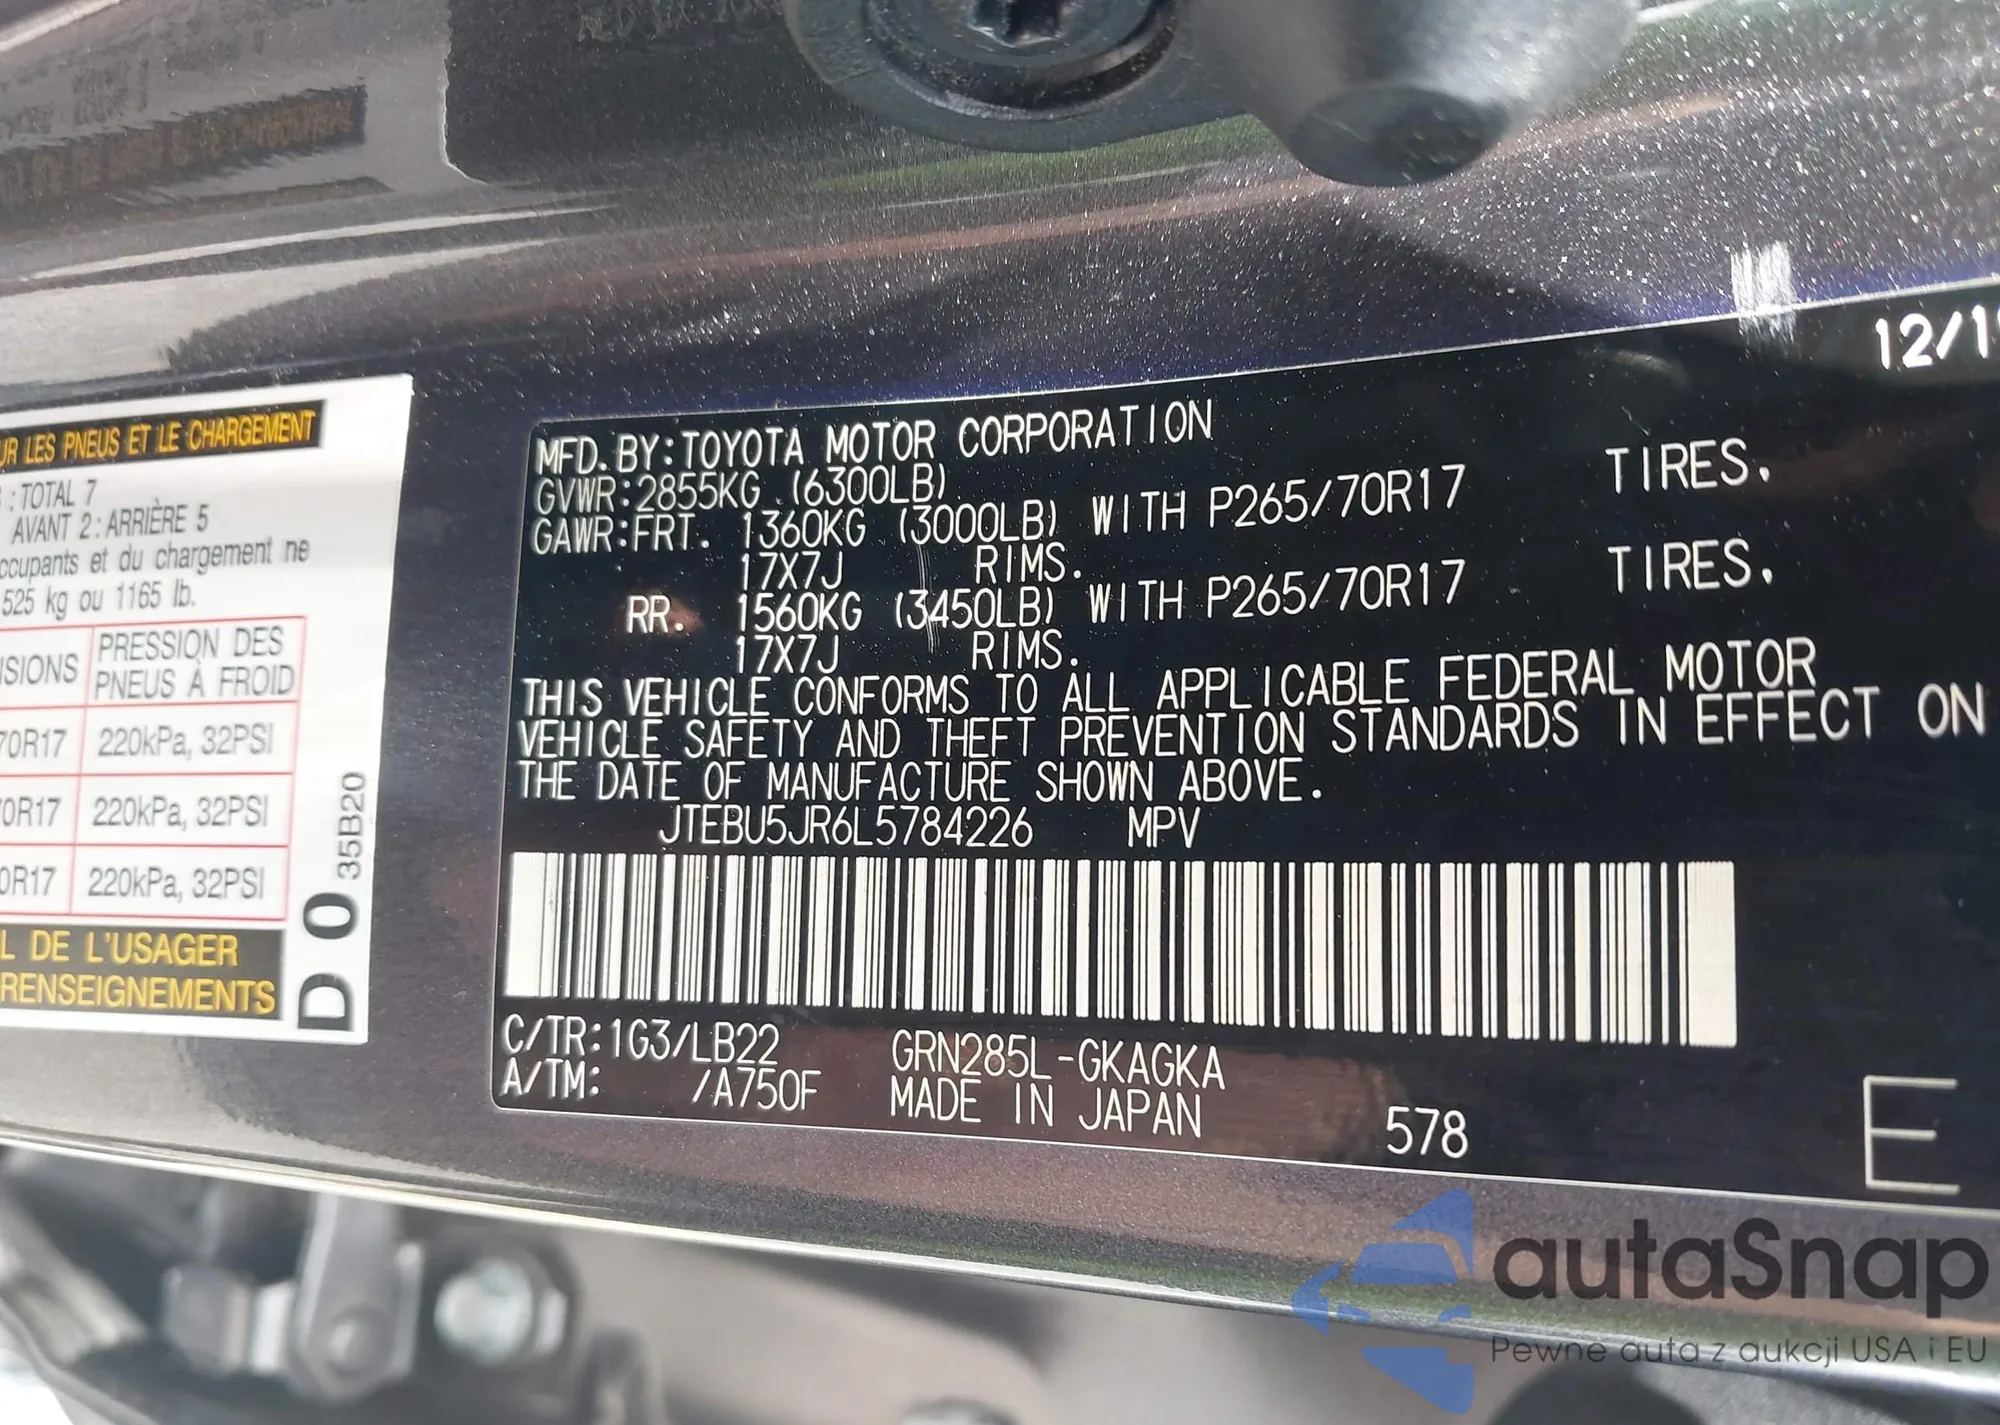 UR LES PNEUS ET LE CHARGEMENT
: TOTAL 7
AVANT 2 : ARRIÈRE 5
ccupants et du chargement ne
525 kg ou 1165 lb.
PRESSION DES
PNEUS À FROID
70R17 220kPa, 32PSI
0R17 220kPa, 32PSI
0R17 220kPa, 32PSI
L DE L'USAGER
RENSEIGNEMENTS
D 0 35B20
12/1
MFD. BY: TOYOTA MOTOR CORPORATION
GVWR: 2855KG (6300LB)
GAWR: FRT. 1360KG (3000LB) WITH P265/70R17 TIRES,
17X7J RIMS.
RR. 1560KG (3450LB) WITH P265/70R17 TIRES,
17X7J RIMS.
THIS VEHICLE CONFORMS TO ALL APPLICABLE FEDERAL MOTOR
VEHICLE SAFETY AND THEFT PREVENTION STANDARDS IN EFFECT ON
THE DATE OF MANUFACTURE SHOWN ABOVE.
JTEBU5JR6L5784226 MPV
C/TR: 1G3/LB22 GRN285L-GKAGKA
A/TM: /A750F MADE IN JAPAN
578
E
autaSnap
Pewne auta z aukcji USA i EU